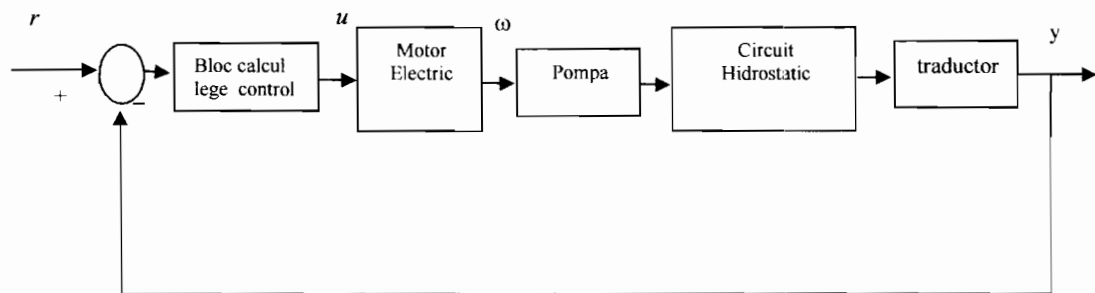 r
+
−
Bloc calcul
lege control
u
Motor
Electric
ω
Pompa
Circuit
Hidrostatic
traductor
y